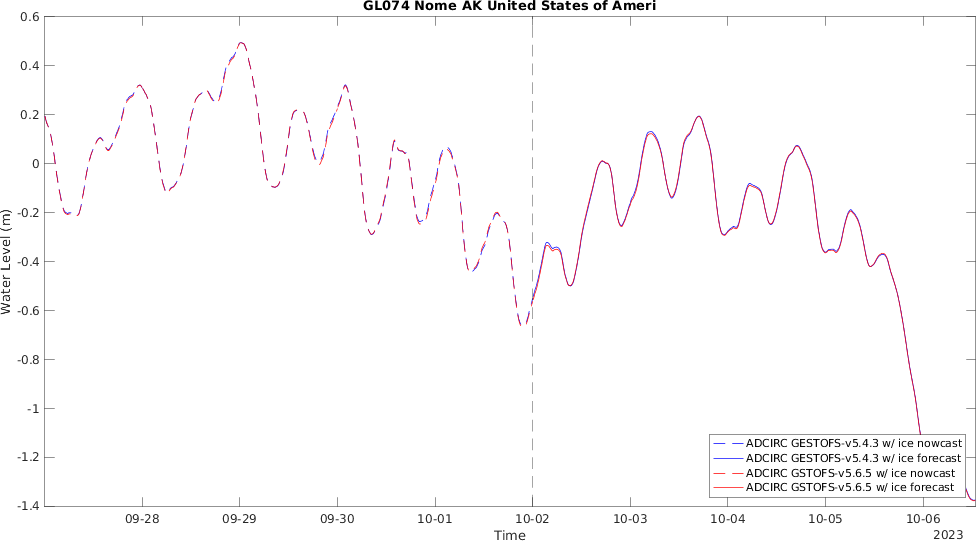 GL074 Nome AK United States of Ameri
0.6
0.4
0.2
0
-0.2
-0.4
-0.6
-0.8
-1
-1.2
-1.4
Water Level (m)
ADCIRC GESTOFS-v5.4.3 w/ ice nowcast
ADCIRC GESTOFS-v5.4.3 w/ ice forecast
ADCIRC GSTOFS-v5.6.5 w/ ice nowcast
ADCIRC GSTOFS-v5.6.5 w/ ice forecast
09-28 09-29 09-30 10-01 10-02 10-03 10-04 10-05 10-06
Time
2023